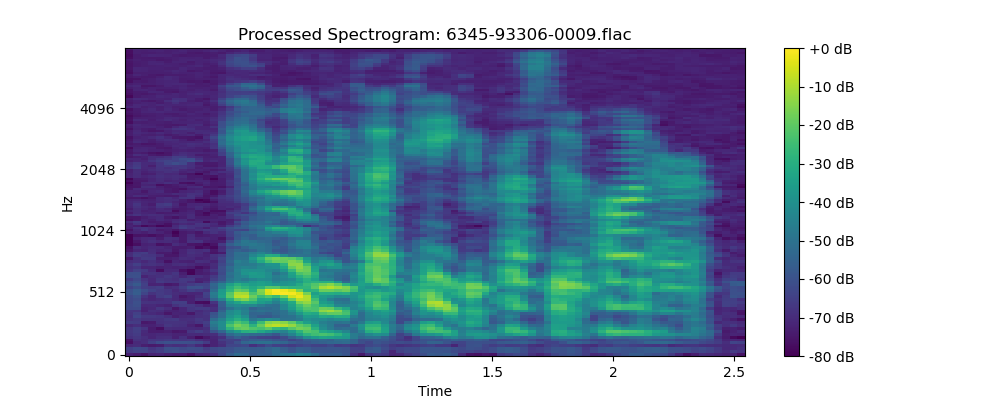 Processed Spectrogram: 6345-93306-0009.flac
+0 dB
4096
-10 dB
-20 dB
2048
-30 dB
Hz
-40 dB
1024
-50 dB
512
-60 dB
-70 dB
0
-80 dB
0 0.5 1 1.5 2 2.5
Time